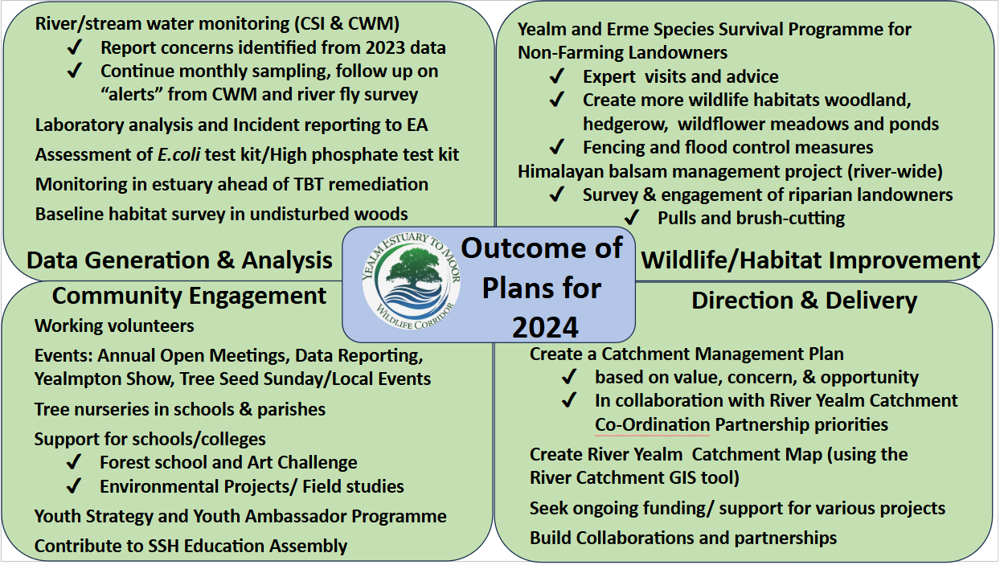 River/stream water monitoring (CSI & CWM)
✔ Report concerns identified from 2023 data
✔ Continue monthly sampling, follow up on
“alerts” from CWM and river fly survey
Laboratory analysis and Incident reporting to EA
Assessment of E.coli test kit/High phosphate test kit
Monitoring in estuary ahead of TBT remediation
Baseline habitat survey in undisturbed woods
Data Generation & Analysis
Yealm and Erme Species Survival Programme for
Non-Farming Landowners
✔ Expert visits and advice
✔ Create more wildlife habitats woodland,
hedgerow, wildflower meadows and ponds
✔ Fencing and flood control measures
Himalayan balsam management project (river-wide)
✔ Survey & engagement of riparian landowners
✔ Pulls and brush-cutting
Wildlife/Habitat Improvement
YEALM ESTUARY TO MOOR
WILDLIFE CORRIDOR
Outcome of
Plans for
2024
Community Engagement
Working volunteers
Events: Annual Open Meetings, Data Reporting,
Yealmpton Show, Tree Seed Sunday/Local Events
Tree nurseries in schools & parishes
Support for schools/colleges
✔ Forest school and Art Challenge
✔ Environmental Projects/ Field studies
Youth Strategy and Youth Ambassador Programme
Contribute to SSH Education Assembly
Direction & Delivery
Create a Catchment Management Plan
✔ based on value, concern, & opportunity
✔ In collaboration with River Yealm Catchment
Co-Ordination Partnership priorities
Create River Yealm Catchment Map (using the
River Catchment GIS tool)
Seek ongoing funding/ support for various projects
Build Collaborations and partnerships